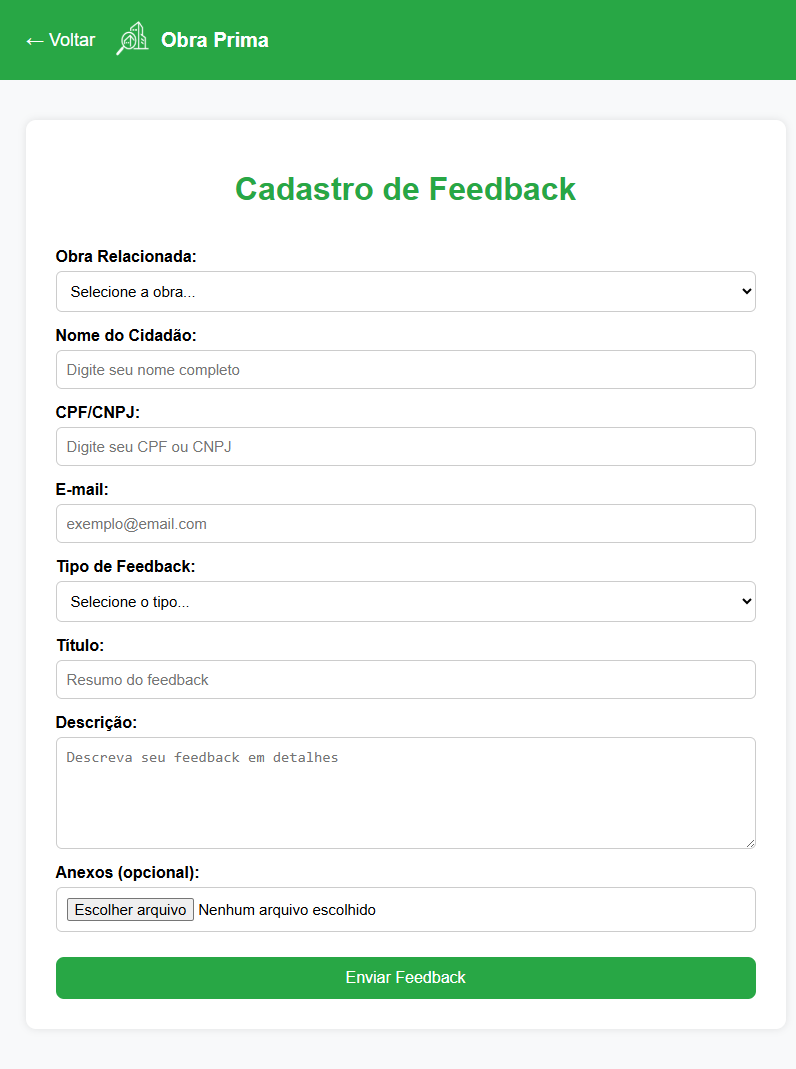 ← Voltar Obra Prima
Cadastro de Feedback
Obra Relacionada:
Selecione a obra...
Nome do Cidadão:
Digite seu nome completo
CPF/CNPJ:
Digite seu CPF ou CNPJ
E-mail:
exemplo@email.com
Tipo de Feedback:
Selecione o tipo...
Título:
Resumo do feedback
Descrição:
Descreva seu feedback em detalhes
Anexos (opcional):
Escolher arquivo Nenhum arquivo escolhido
Enviar Feedback